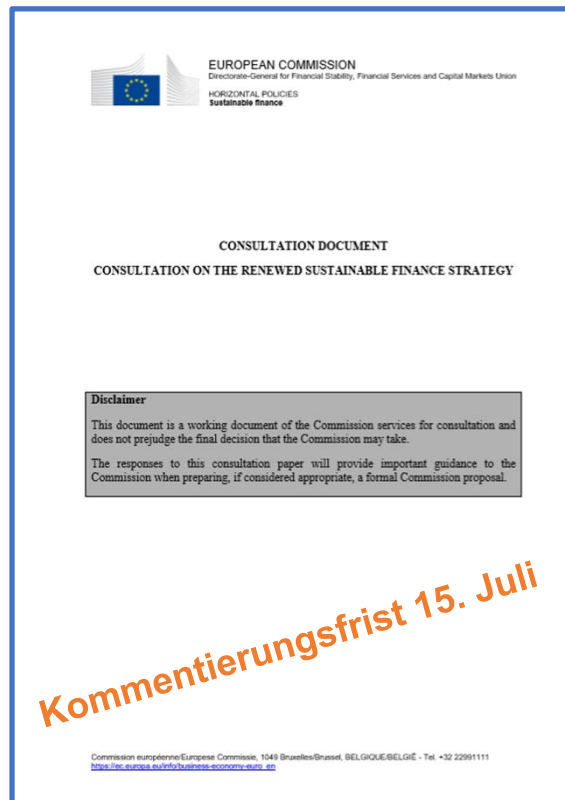 EUROPEAN COMMISSION
Directorate-General for Financial Stability, Financial Services and Capital Markets Union
HORIZONTAL POLICIES
Sustainable finance
CONSULTATION DOCUMENT
CONSULTATION ON THE RENEWED SUSTAINABLE FINANCE STRATEGY
Disclaimer
This document is a working document of the Commission services for consultation and
does not prejudge the final decision that the Commission may take.
The responses to this consultation paper will provide important guidance to the
Commission when preparing, if considered appropriate, a formal Commission proposal.
Kommentierungsfrist 15. Juli
Commission européenne/Europese Commissie, 1049 Bruxelles/Brussel, BELGIQUE/BELGIË - Tel. +32 22991111
https://ec.europa.eu/info/business-economy-euro_en